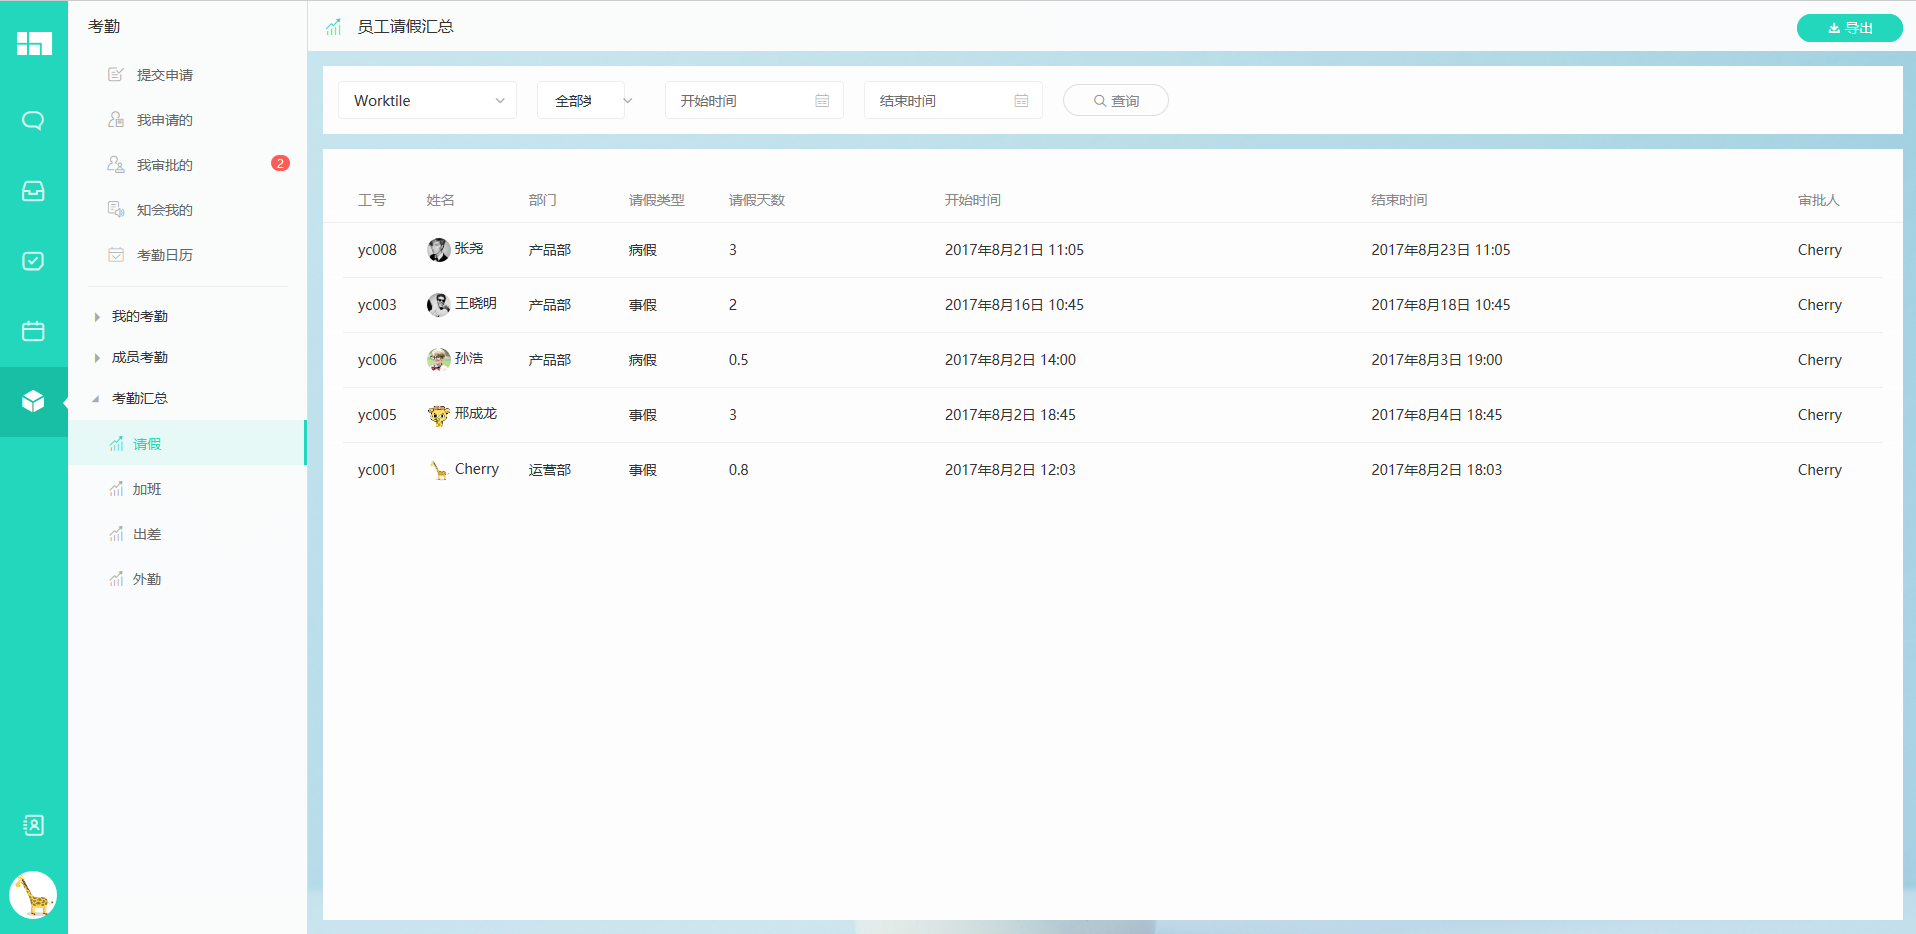 考勤
提交申请
我申请的
我审批的 2
知会我的
考勤日历
我的考勤
成员考勤
考勤汇总
请假
加班
出差
外勤
员工请假汇总 导出
Worktile 全部 开始时间 结束时间 查询
工号 姓名 部门 请假类型 请假天数 开始时间 结束时间 审批人
yc008 张尧 产品部 病假 3 2017年8月21日 11:05 2017年8月23日 11:05 Cherry
yc003 王晓明 产品部 事假 2 2017年8月16日 10:45 2017年8月18日 10:45 Cherry
yc006 孙浩 产品部 病假 0.5 2017年8月2日 14:00 2017年8月3日 19:00 Cherry
yc005 邢成龙 事假 3 2017年8月2日 18:45 2017年8月4日 18:45 Cherry
yc001 Cherry 运营部 事假 0.8 2017年8月2日 12:03 2017年8月2日 18:03 Cherry